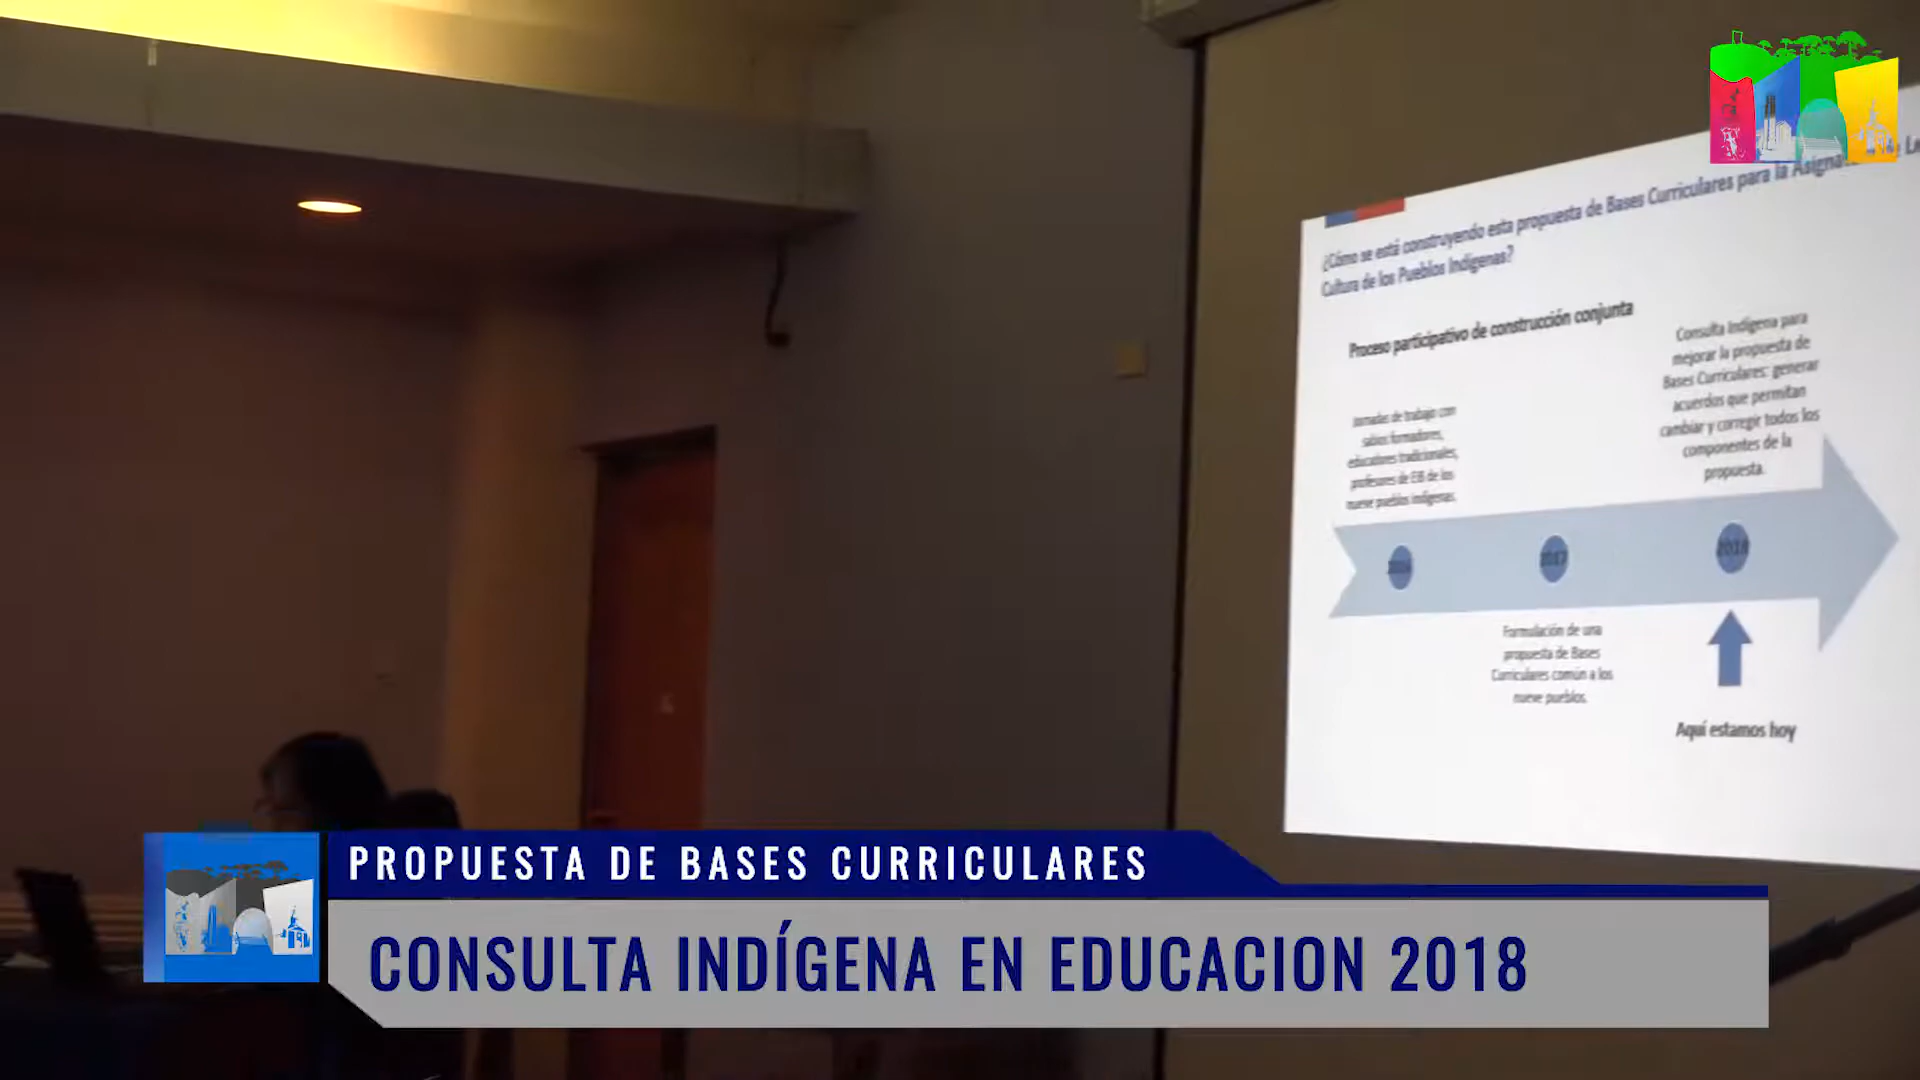 ¿Cómo se está construyendo esta propuesta de Bases Curriculares para la
Cultura de los Pueblos Indígenas?
Proceso participativo de construcción conjunta
Jornadas de trabajo con
sabios formadores,
educadores tradicionales,
profesores de EIB de los
nueve pueblos indígenas.
Consulta Indígena para
mejorar la propuesta de
Bases Curriculares: generar
acuerdos que permitan
cambiar y corregir todos los
componentes de la
propuesta.
2017
2018
Formulación de una
propuesta de Bases
Curriculares común a los
nueve pueblos.
Aquí estamos hoy
PROPUESTA DE BASES CURRICULARES
CONSULTA INDÍGENA EN EDUCACION 2018